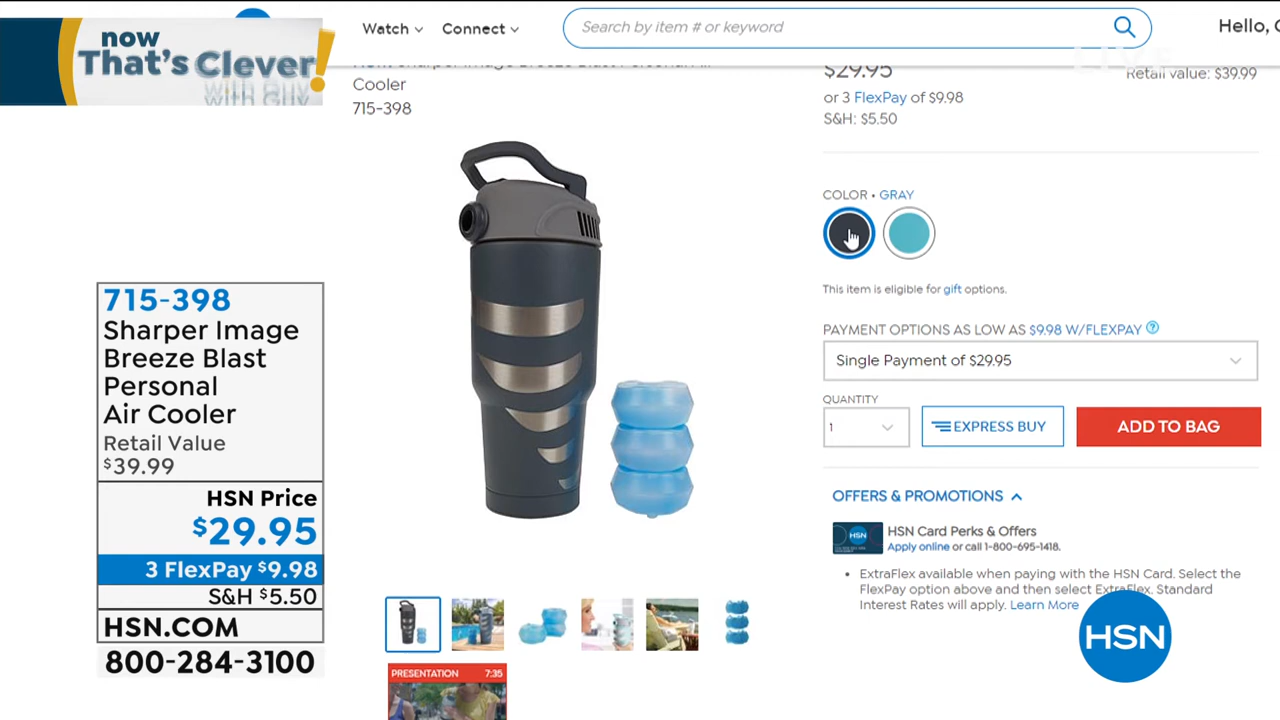 now
That's Clever!
WITH GUY
Watch
Connect
Search by item # or keyword
Hello,
LIVE
Cooler
715-398
$29.95
Retail value: $39.99
or 3 FlexPay of $9.98
S&H: $5.50
COLOR • GRAY
This item is eligible for gift options.
PAYMENT OPTIONS AS LOW AS $9.98 W/FLEXPAY ?
Single Payment of $29.95
QUANTITY
1
EXPRESS BUY
ADD TO BAG
OFFERS & PROMOTIONS
HSN
HSN Card Perks & Offers
Apply online or call 1-800-695-1418.
• ExtraFlex available when paying with the HSN Card. Select the
FlexPay option above and then select ExtraFlex. Standard
Interest Rates will apply. Learn More
715-398
Sharper Image
Breeze Blast
Personal
Air Cooler
Retail Value
$39.99
HSN Price
$29.95
3 FlexPay $9.98
S&H $5.50
HSN.COM
800-284-3100
PRESENTATION 7:35
HSN